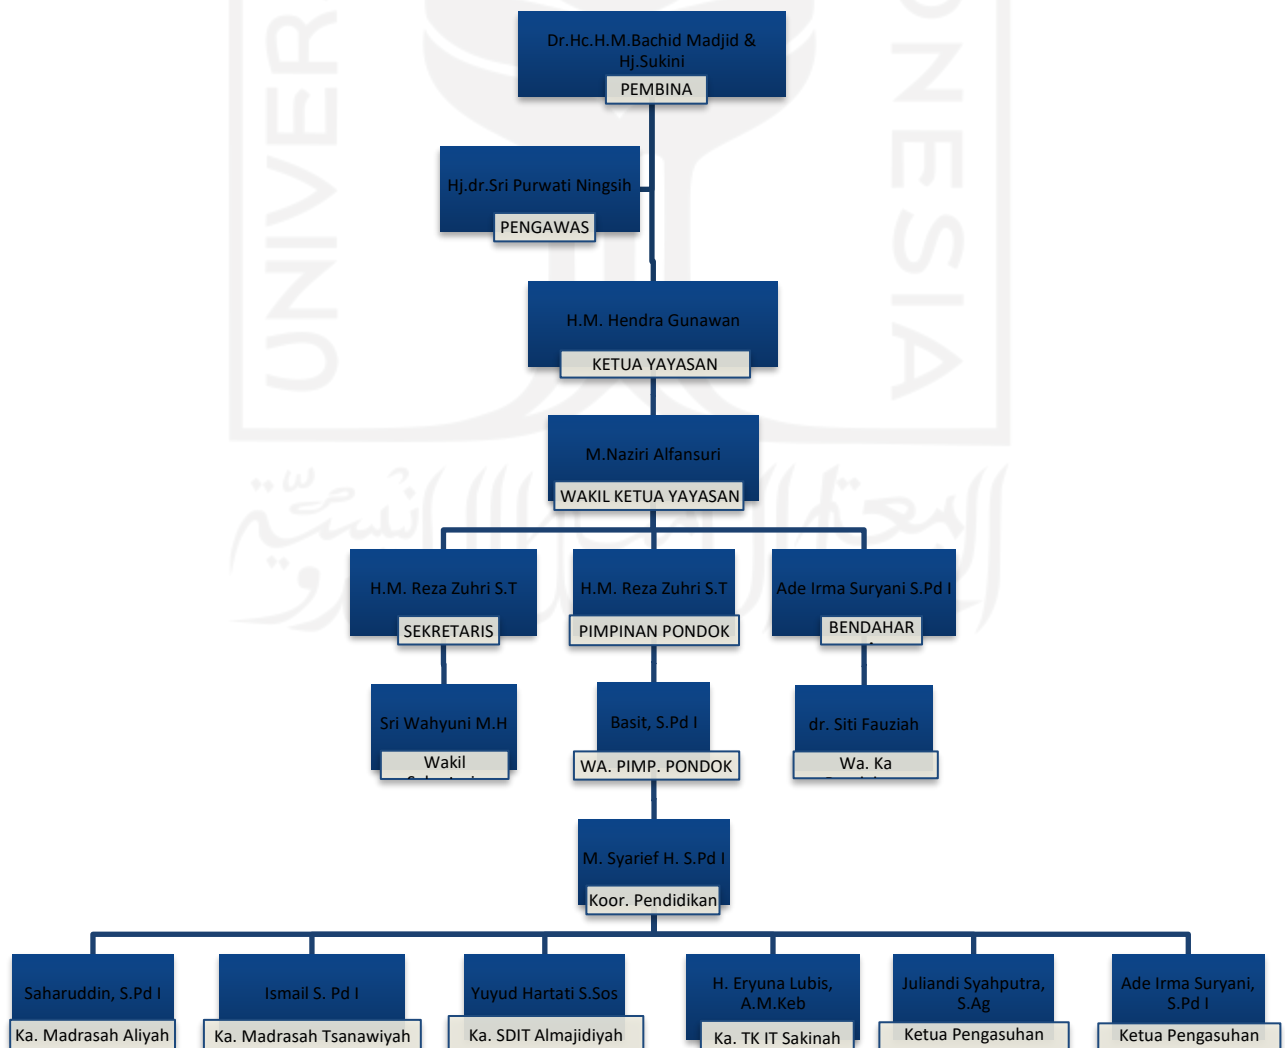 Dr.Hc.H.M.Bachid Madjid &
Hj.Sukini
PEMBINA
Hj.dr.Sri Purwati Ningsih
PENGAWAS
H.M. Hendra Gunawan
KETUA YAYASAN
M.Naziri Alfansuri
WAKIL KETUA YAYASAN
H.M. Reza Zuhri S.T
SEKRETARIS
H.M. Reza Zuhri S.T
PIMPINAN PONDOK
Ade Irma Suryani S.Pd I
BENDAHAR
Sri Wahyuni M.H
Wakil
Basit, S.Pd I
WA. PIMP. PONDOK
dr. Siti Fauziah
Wa. Ka
M. Syarief H. S.Pd I
Koor. Pendidikan
Saharuddin, S.Pd I
Ka. Madrasah Aliyah
Ismail S. Pd I
Ka. Madrasah Tsanawiyah
Yuyud Hartati S.Sos
Ka. SDIT Almajidiyah
H. Eryuna Lubis,
A.M.Keb
Ka. TK IT Sakinah
Juliandi Syahputra,
S.Ag
Ketua Pengasuhan
Ade Irma Suryani,
S.Pd I
Ketua Pengasuhan
UNIVER
ONESIA